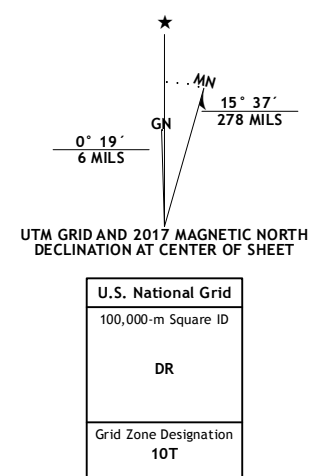 MN
15° 37´
278 MILS
GN
0° 19´
6 MILS
UTM GRID AND 2017 MAGNETIC NORTH
DECLINATION AT CENTER OF SHEET
U.S. National Grid
100,000-m Square ID
DR
Grid Zone Designation
10T